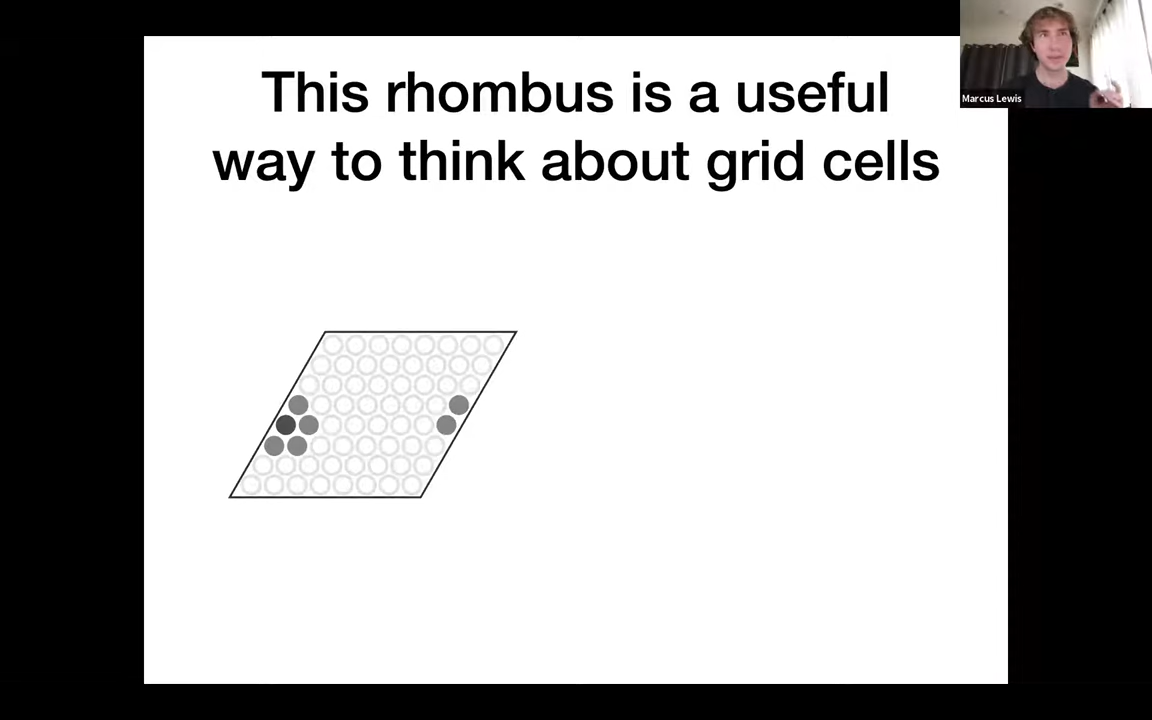 This rhombus is a useful
way to think about grid cells
Marcus Lewis